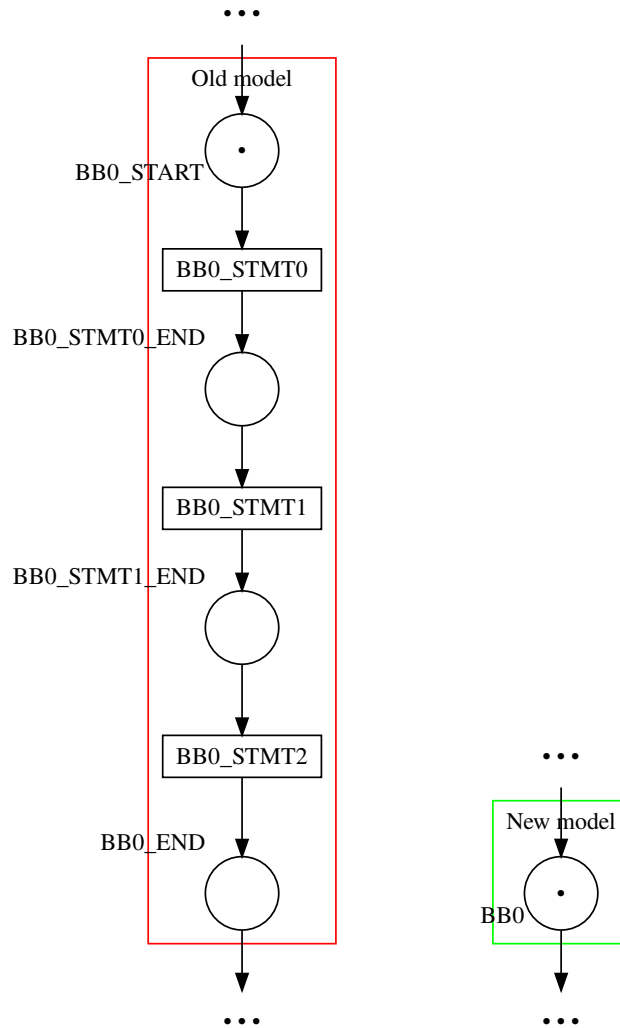 ...
Old model
BB0_START
BB0_STMT0
BB0_STMT0_END
BB0_STMT1
BB0_STMT1_END
BB0_STMT2
BB0_END
...
...
New model
BB0
...